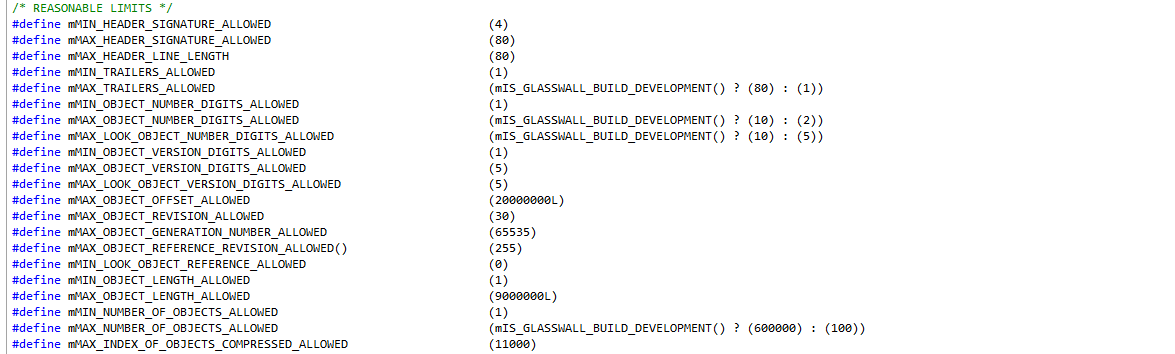 /* REASONABLE LIMITS */
#define mMIN_HEADER_SIGNATURE_ALLOWED (4)
#define mMAX_HEADER_SIGNATURE_ALLOWED (80)
#define mMAX_HEADER_LINE_LENGTH (80)
#define mMIN_TRAILERS_ALLOWED (1)
#define mMAX_TRAILERS_ALLOWED (mIS_GLASSWALL_BUILD_DEVELOPMENT() ? (80) : (1))
#define mMIN_OBJECT_NUMBER_DIGITS_ALLOWED (1)
#define mMAX_OBJECT_NUMBER_DIGITS_ALLOWED (mIS_GLASSWALL_BUILD_DEVELOPMENT() ? (10) : (2))
#define mMAX_LOOK_OBJECT_NUMBER_DIGITS_ALLOWED (mIS_GLASSWALL_BUILD_DEVELOPMENT() ? (10) : (5))
#define mMIN_OBJECT_VERSION_DIGITS_ALLOWED (1)
#define mMAX_OBJECT_VERSION_DIGITS_ALLOWED (5)
#define mMAX_LOOK_OBJECT_VERSION_DIGITS_ALLOWED (5)
#define mMAX_OBJECT_OFFSET_ALLOWED (20000000L)
#define mMAX_OBJECT_REVISION_ALLOWED (30)
#define mMAX_OBJECT_GENERATION_NUMBER_ALLOWED (65535)
#define mMAX_OBJECT_REFERENCE_REVISION_ALLOWED() (255)
#define mMIN_LOOK_OBJECT_REFERENCE_ALLOWED (0)
#define mMIN_OBJECT_LENGTH_ALLOWED (1)
#define mMAX_OBJECT_LENGTH_ALLOWED (9000000L)
#define mMIN_NUMBER_OF_OBJECTS_ALLOWED (1)
#define mMAX_NUMBER_OF_OBJECTS_ALLOWED (mIS_GLASSWALL_BUILD_DEVELOPMENT() ? (600000) : (100))
#define mMAX_INDEX_OF_OBJECTS_COMPRESSED_ALLOWED (11000)